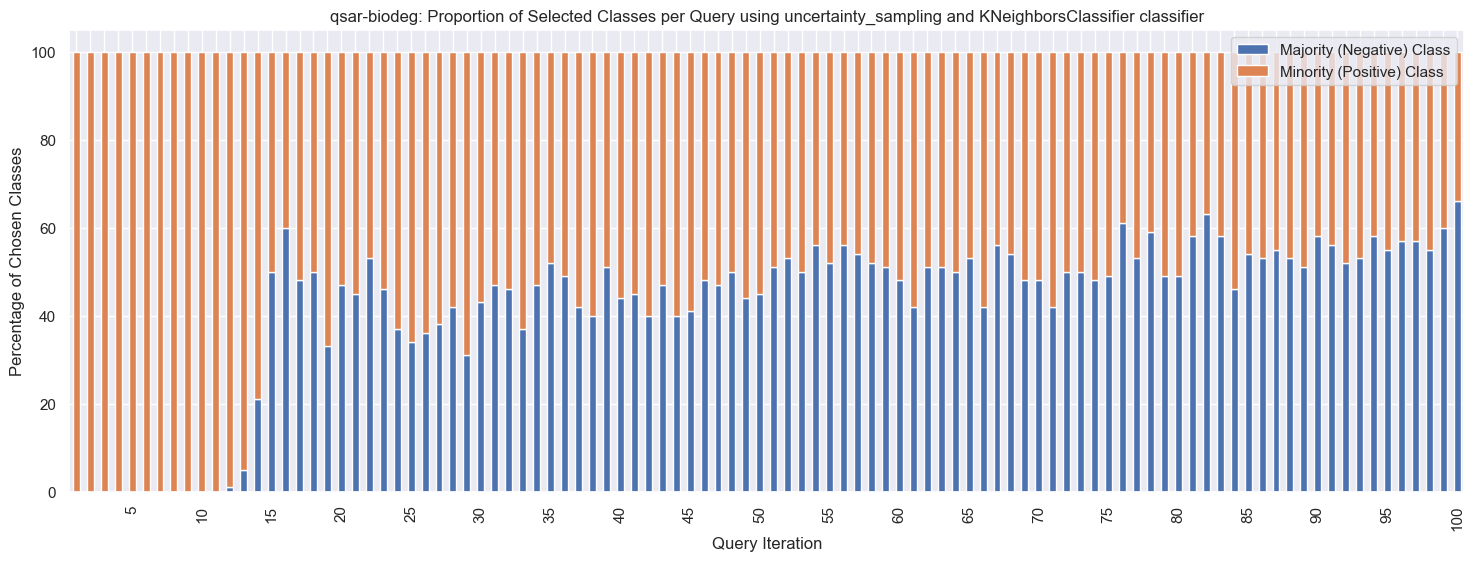 qsar-biodeg: Proportion of Selected Classes per Query using uncertainty_sampling and KNeighborsClassifier classifier
Majority (Negative) Class
Minority (Positive) Class
Percentage of Chosen Classes
100
80
60
40
20
0
5 10 15 20 25 30 35 40 45 50 55 60 65 70 75 80 85 90 95 100
Query Iteration